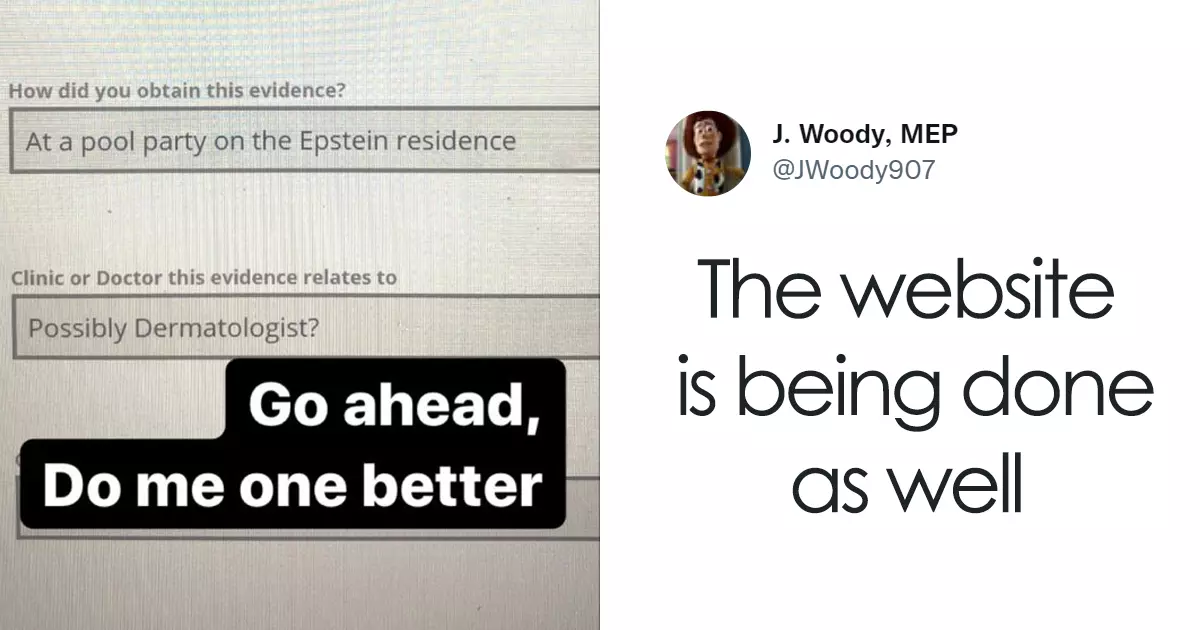 How did you obtain this evidence?
At a pool party on the Epstein residence
Clinic or Doctor this evidence relates to
Possibly Dermatologist?
Go ahead,
Do me one better
J. Woody, MEP
@JWoody907
The website
is being done
as well